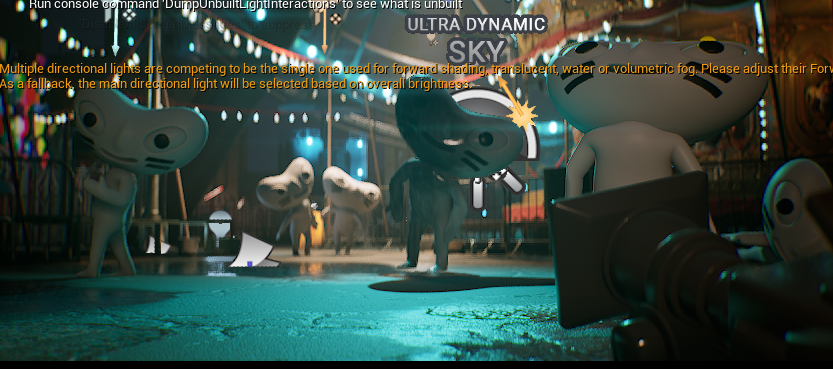 Run console command 'DumpUnbuiltLightInteractions' to see what is unbuilt
ULTRA DYNAMIC
SKY
Multiple directional lights are competing to be the single one used for forward shading, translucent, water or volumetric fog. Please adjust their Forw
As a fallback, the main directional light will be selected based on overall brightness.